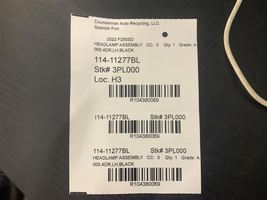 Counselman Auto Recycling, LLC
Spanish Fort
2022 F250SD
HEADLAMP ASSEMBLY CC: 0 Qty: 1 Grade: A
000,4DR,LH,BLACK
114-11277BL
Stk# 3PL000
Loc: H3
R104380069
114-11277BL Stk# 3PL000
R104380069
114-11277BL Stk# 3PL000
HEADLAMP ASSEMBLY CC: 0 Qty: 1 Grade: A
000,4DR,LH,BLACK
R104380069